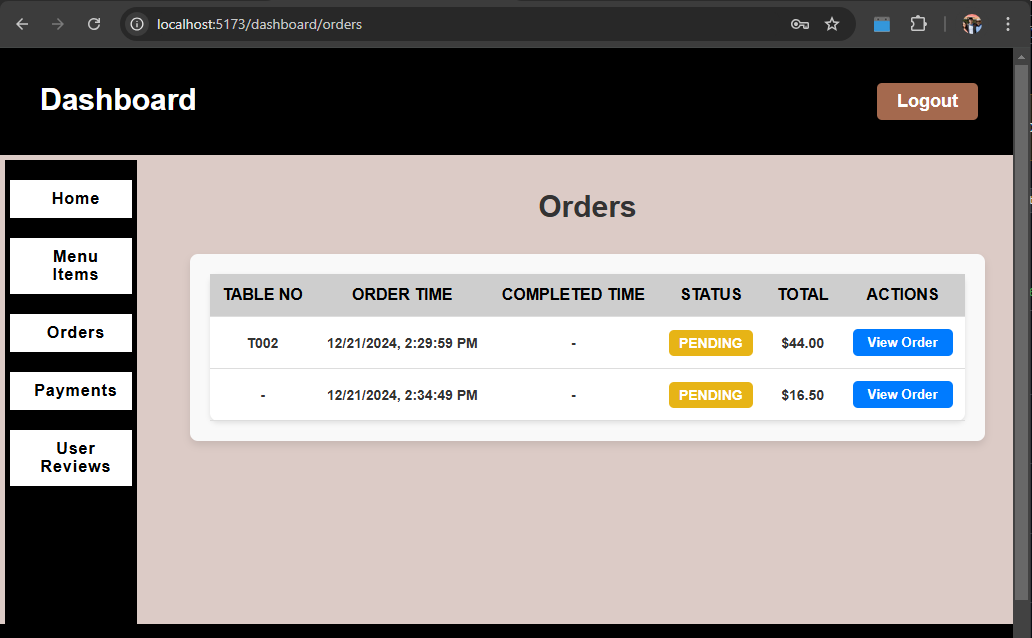 localhost:5173/dashboard/orders
Dashboard
Logout
Home
Menu
Items
Orders
Payments
User
Reviews
Orders
TABLE NO ORDER TIME COMPLETED TIME STATUS TOTAL ACTIONS
T002 12/21/2024, 2:29:59 PM - PENDING $44.00 View Order
- 12/21/2024, 2:34:49 PM - PENDING $16.50 View Order